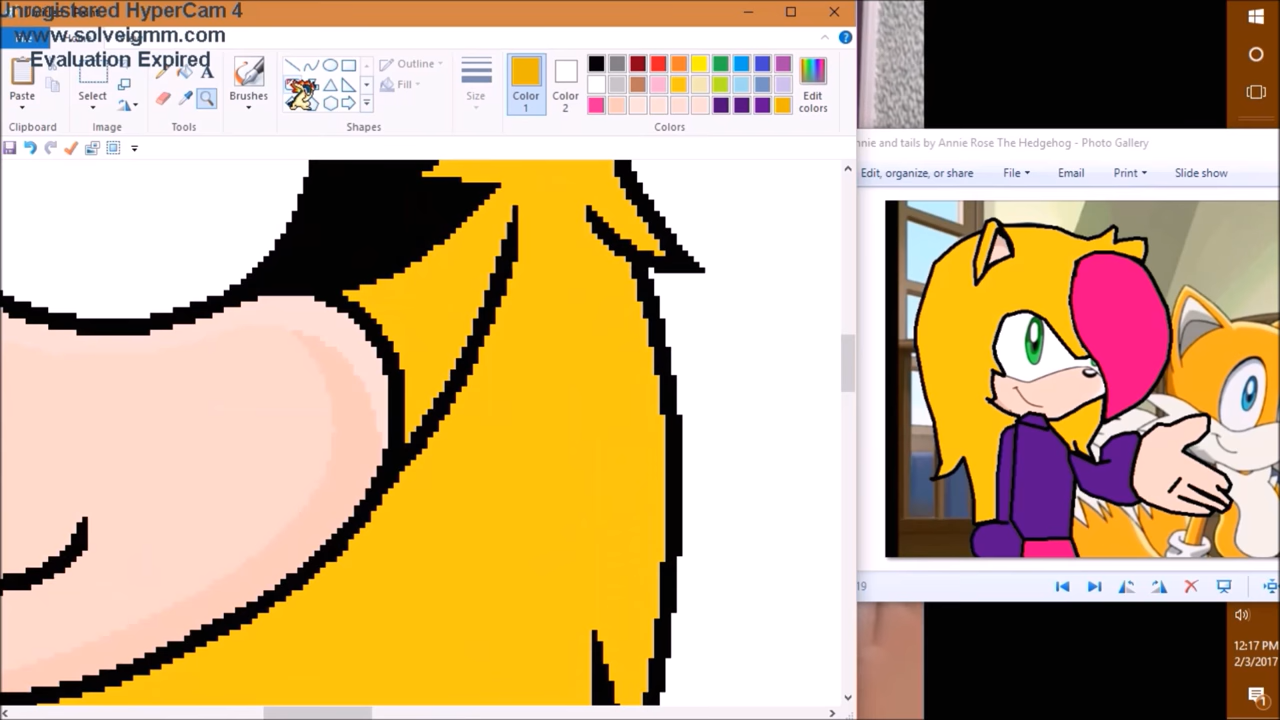 Unregistered HyperCam 4
www.solveigmm.com
Evaluation Expired
Paste
Select
Brushes
Outline
Fill
Size
Color
1
Color
2
Edit
colors
Clipboard
Image
Tools
Shapes
Colors
nnie and tails by Annie Rose The Hedgehog - Photo Gallery
Edit, organize, or share
File
Email
Print
Slide show
19
12:17 PM
2/3/2017
1